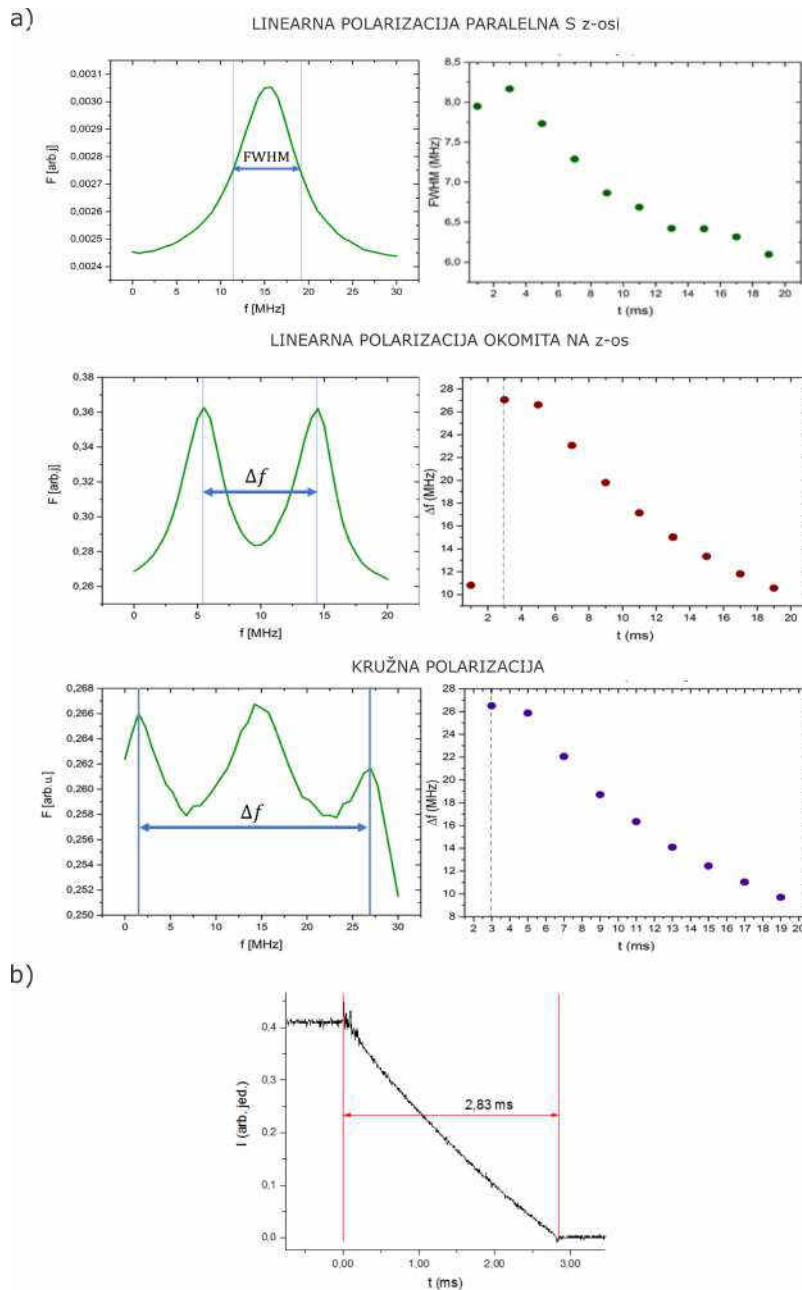 a)
LINEARNA POLARIZACIJA PARALELNA S z-osi
0,0031
0,0030
0,0029
0,0028
0,0027
0,0026
0,0025
0,0024
F [arb.j]
FWHM
0 5 10 15 20 25 30
f [MHz]
8,5
8,0
7,5
7,0
6,5
6,0
FWHM (MHz)
2 4 6 8 10 12 14 16 18 20
t (ms)
LINEARNA POLARIZACIJA OKOMITA NA z-os
0,38
0,36
0,34
0,32
0,30
0,28
0,26
F [arb.j]
Δf
0 5 10 15 20
f [MHz]
28
26
24
22
20
18
16
14
12
10
Δf (MHz)
2 4 6 8 10 12 14 16 18 20
t (ms)
KRUŽNA POLARIZACIJA
0,268
0,266
0,264
0,262
0,260
0,258
0,256
0,254
0,252
0,250
F [arb.u.]
Δf
0 5 10 15 20 25 30
f [MHz]
28
26
24
22
20
18
16
14
12
10
8
Δf (MHz)
2 3 4 5 6 7 8 9 10 11 12 13 14 15 16 17 18 19 20
t (ms)
b)
0,4
0,3
0,2
0,1
0,0
I (arb. jed.)
2,83 ms
0,00 1,00 2,00 3,00
t (ms)